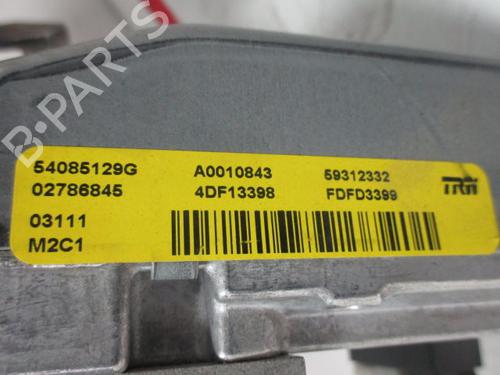 B-PARTS
54085129G A0010843 59312332
02786845 4DF13398 FDFD3399 TRW
03111
M2C1